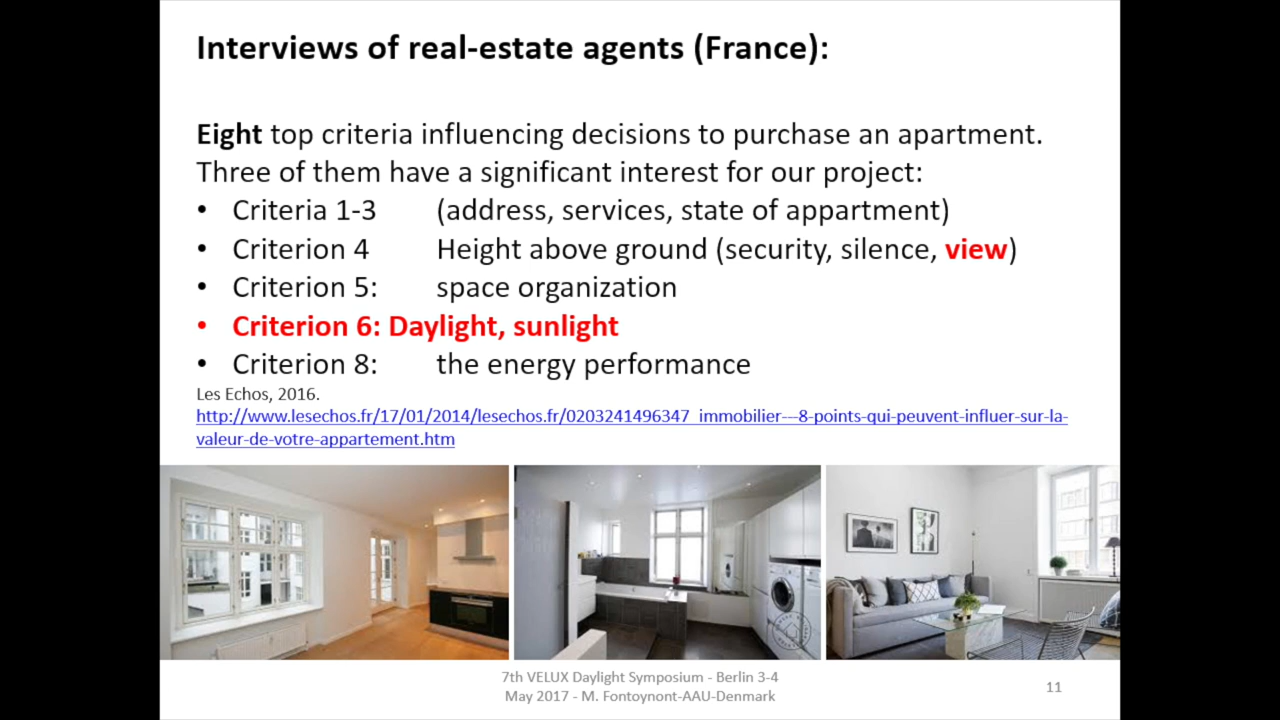 Interviews of real-estate agents (France):
Eight top criteria influencing decisions to purchase an apartment.
Three of them have a significant interest for our project:
• Criteria 1-3 (address, services, state of appartment)
• Criterion 4 Height above ground (security, silence, view)
• Criterion 5: space organization
• Criterion 6: Daylight, sunlight
• Criterion 8: the energy performance
Les Echos, 2016.
http://www.lesechos.fr/17/01/2014/lesechos.fr/0203241496347_immobilier---8-points-qui-peuvent-influer-sur-la-
valeur-de-votre-appartement.htm
7th VELUX Daylight Symposium - Berlin 3-4
May 2017 - M. Fontoynont-AAU-Denmark
11